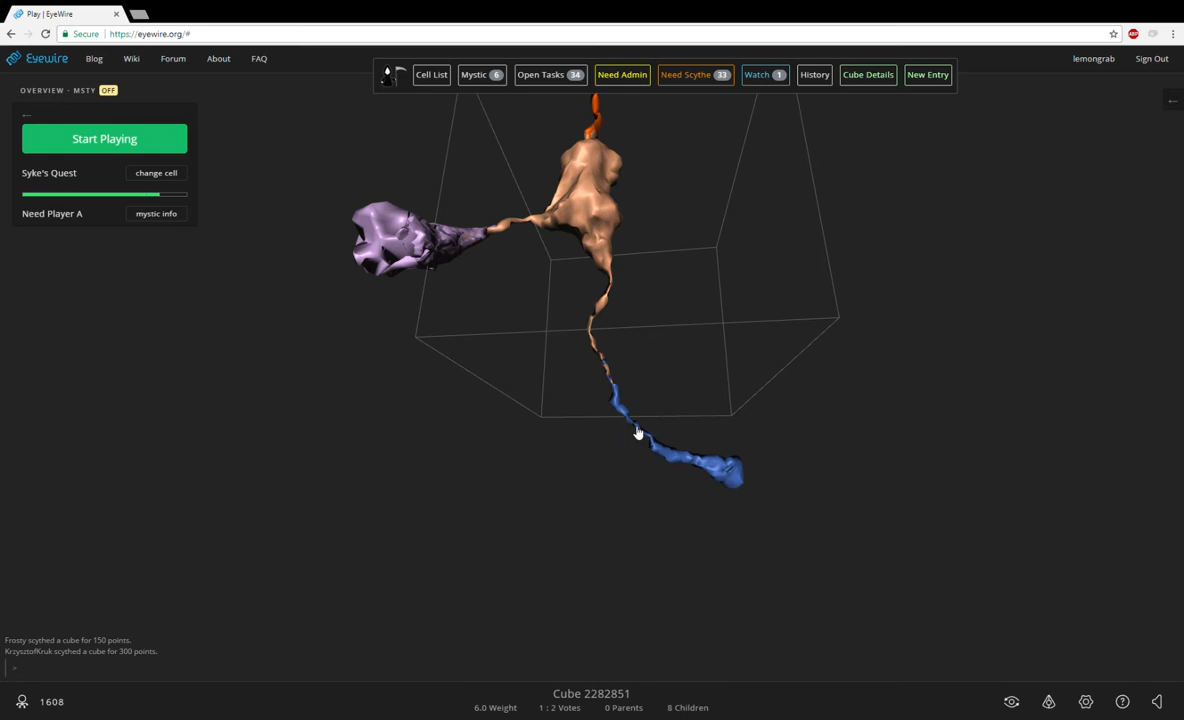 Play | EyeWire
Secure https://eyewire.org/#
Eyewire Blog Wiki Forum About FAQ
Cell List Mystic 6 Open Tasks 34 Need Admin Need Scythe 33 Watch 1 History Cube Details New Entry
lemongrab Sign Out
OVERVIEW - MSTY OFF
Start Playing
Syke's Quest change cell
Need Player A mystic info
Frosty scythed a cube for 150 points.
KrzysztofKruk scythed a cube for 300 points.
>
1608
Cube 2282851
6.0 Weight 1 : 2 Votes 0 Parents 8 Children